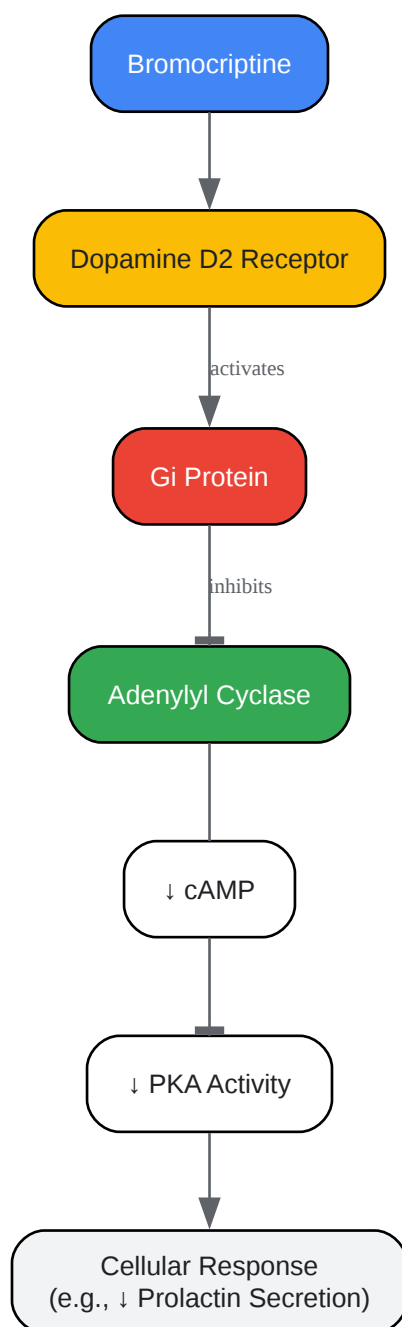 Bromocriptine
Dopamine D2 Receptor
activates
Gi Protein
inhibits
Adenylyl Cyclase
↓ cAMP
↓ PKA Activity
Cellular Response
(e.g., ↓ Prolactin Secretion)